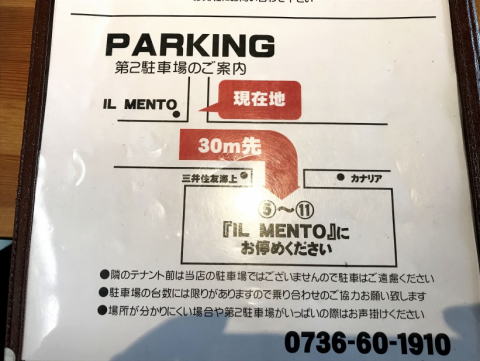 PARKING
第2駐車場のご案内
IL MENTO
現在地
30m先
三井住友海上
カナリア
⑤〜⑪
『IL MENTO』に
お停めください
●隣のテナント前は当店の駐車場ではございませんので駐車はご遠慮ください
●駐車場の台数には限りがありますので乗り合わせのご協力お願い致します
●場所が分かりにくい場合や第2駐車場がいっぱいの際はお声掛けください
0736-60-1910